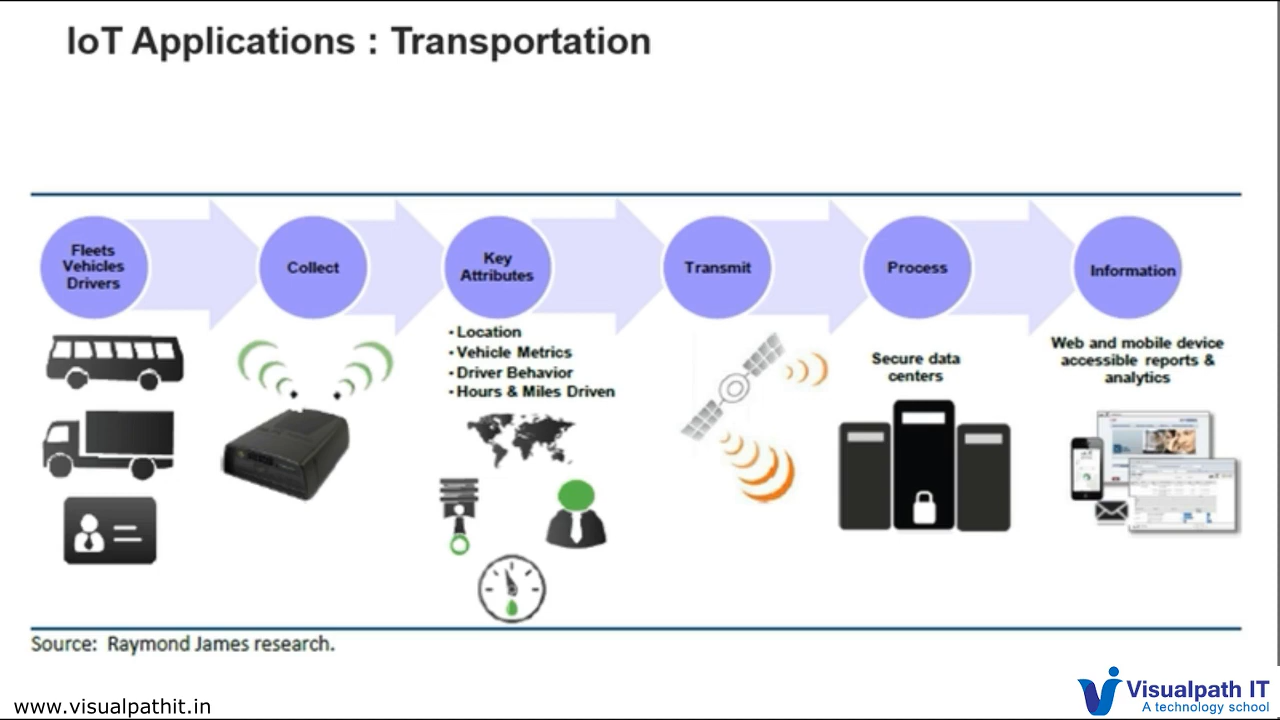 IoT Applications : Transportation
Fleets
Vehicles
Drivers
Collect
Key
Attributes
Transmit
Process
Information
• Location
• Vehicle Metrics
• Driver Behavior
• Hours & Miles Driven
Secure data
centers
Web and mobile device
accessible reports &
analytics
Source: Raymond James research.
www.visualpathit.in
Visualpath IT
A technology school